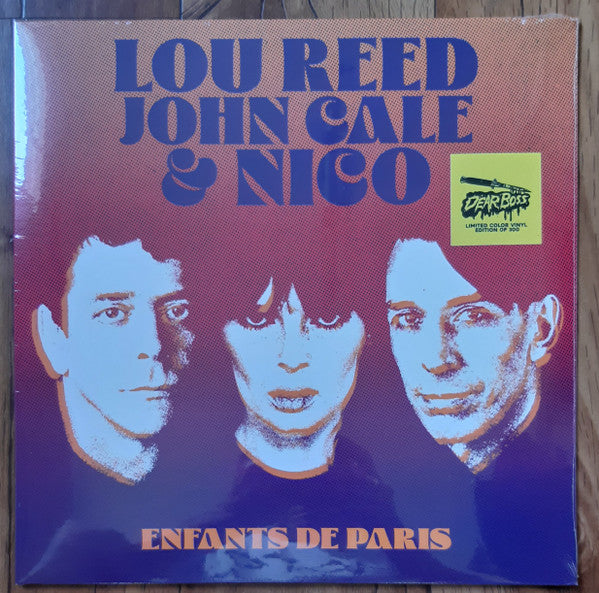 LOU REED
JOHN CALE
& NICO
DEAR BOSS
LIMITED COLOR VINYL
EDITION OF 300
ENFANTS DE PARIS